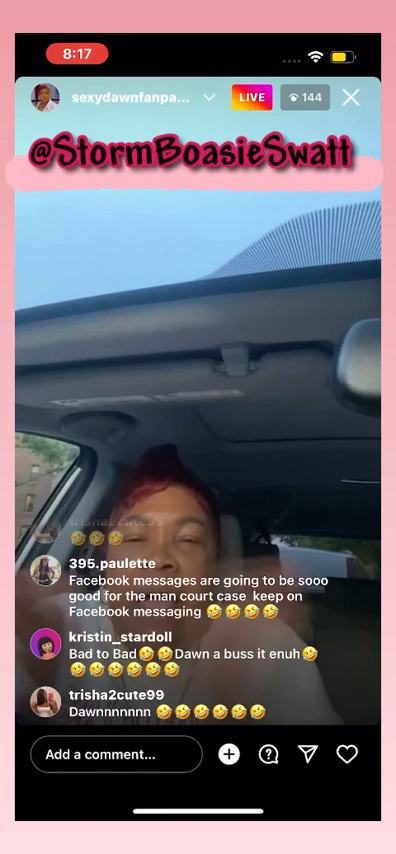 8:17
sexydawnfanpa...
LIVE
144
@StormBoasieSwatt
trisha2cute99
🤣🤣🤣
395.paulette
Facebook messages are going to be sooo
good for the man court case keep on
Facebook messaging 🤣🤣🤣🤣
kristin_stardoll
Bad to Bad🤣🤣Dawn a buss it enuh🤣
🤣🤣🤣🤣🤣🤣
trisha2cute99
Dawnnnnnnn 🤣🤣🤣🤣🤣🤣
Add a comment...